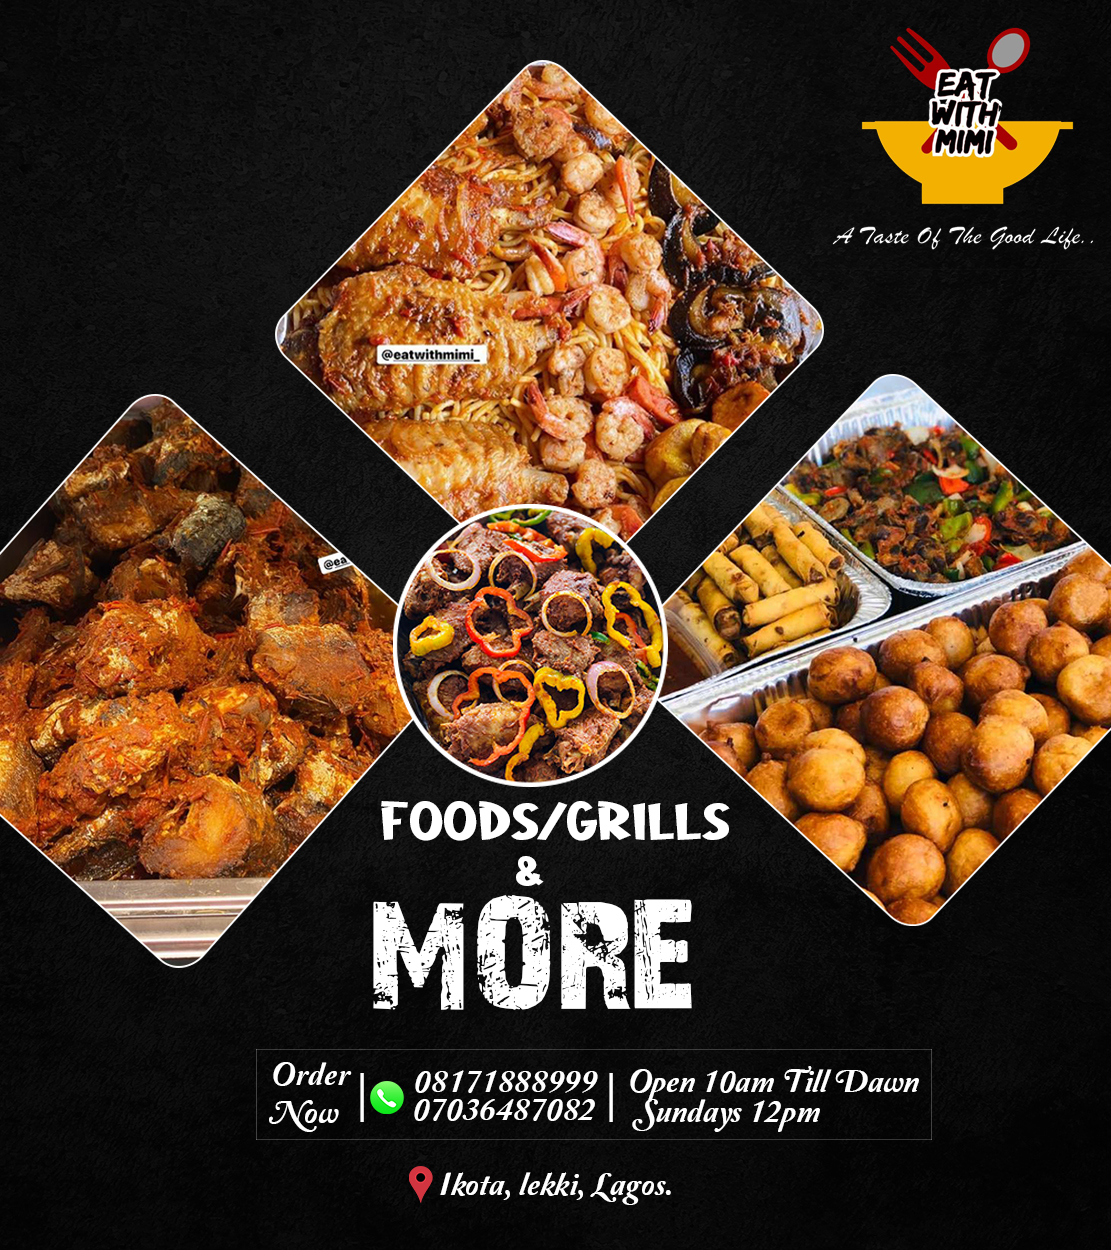 EAT
WITH
MIMI
A Taste Of The Good Life..
@eatwithmimi_
@ea
FOODS/GRILLS
&
MORE
Order
Now
08171888999
07036487082
Open 10am Till Dawn
Sundays 12pm
Ikota, lekki, Lagos.